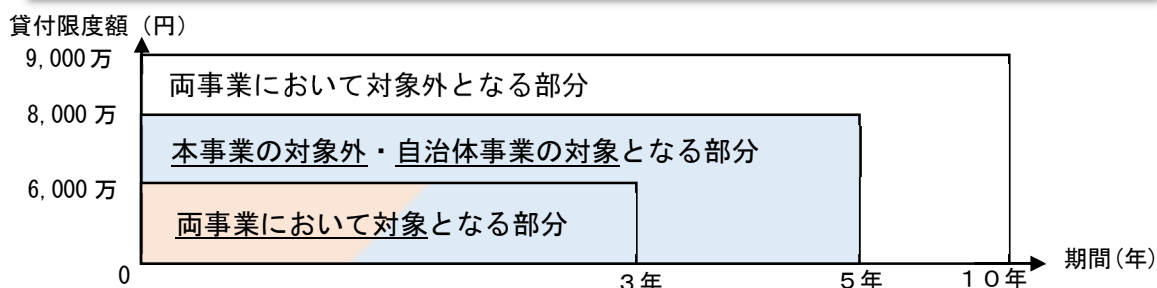 貸付限度額（円）
9,000万
両事業において対象外となる部分
8,000万
本事業の対象外・自治体事業の対象となる部分
6,000万
両事業において対象となる部分
0
３年
５年
１０年
期間(年)